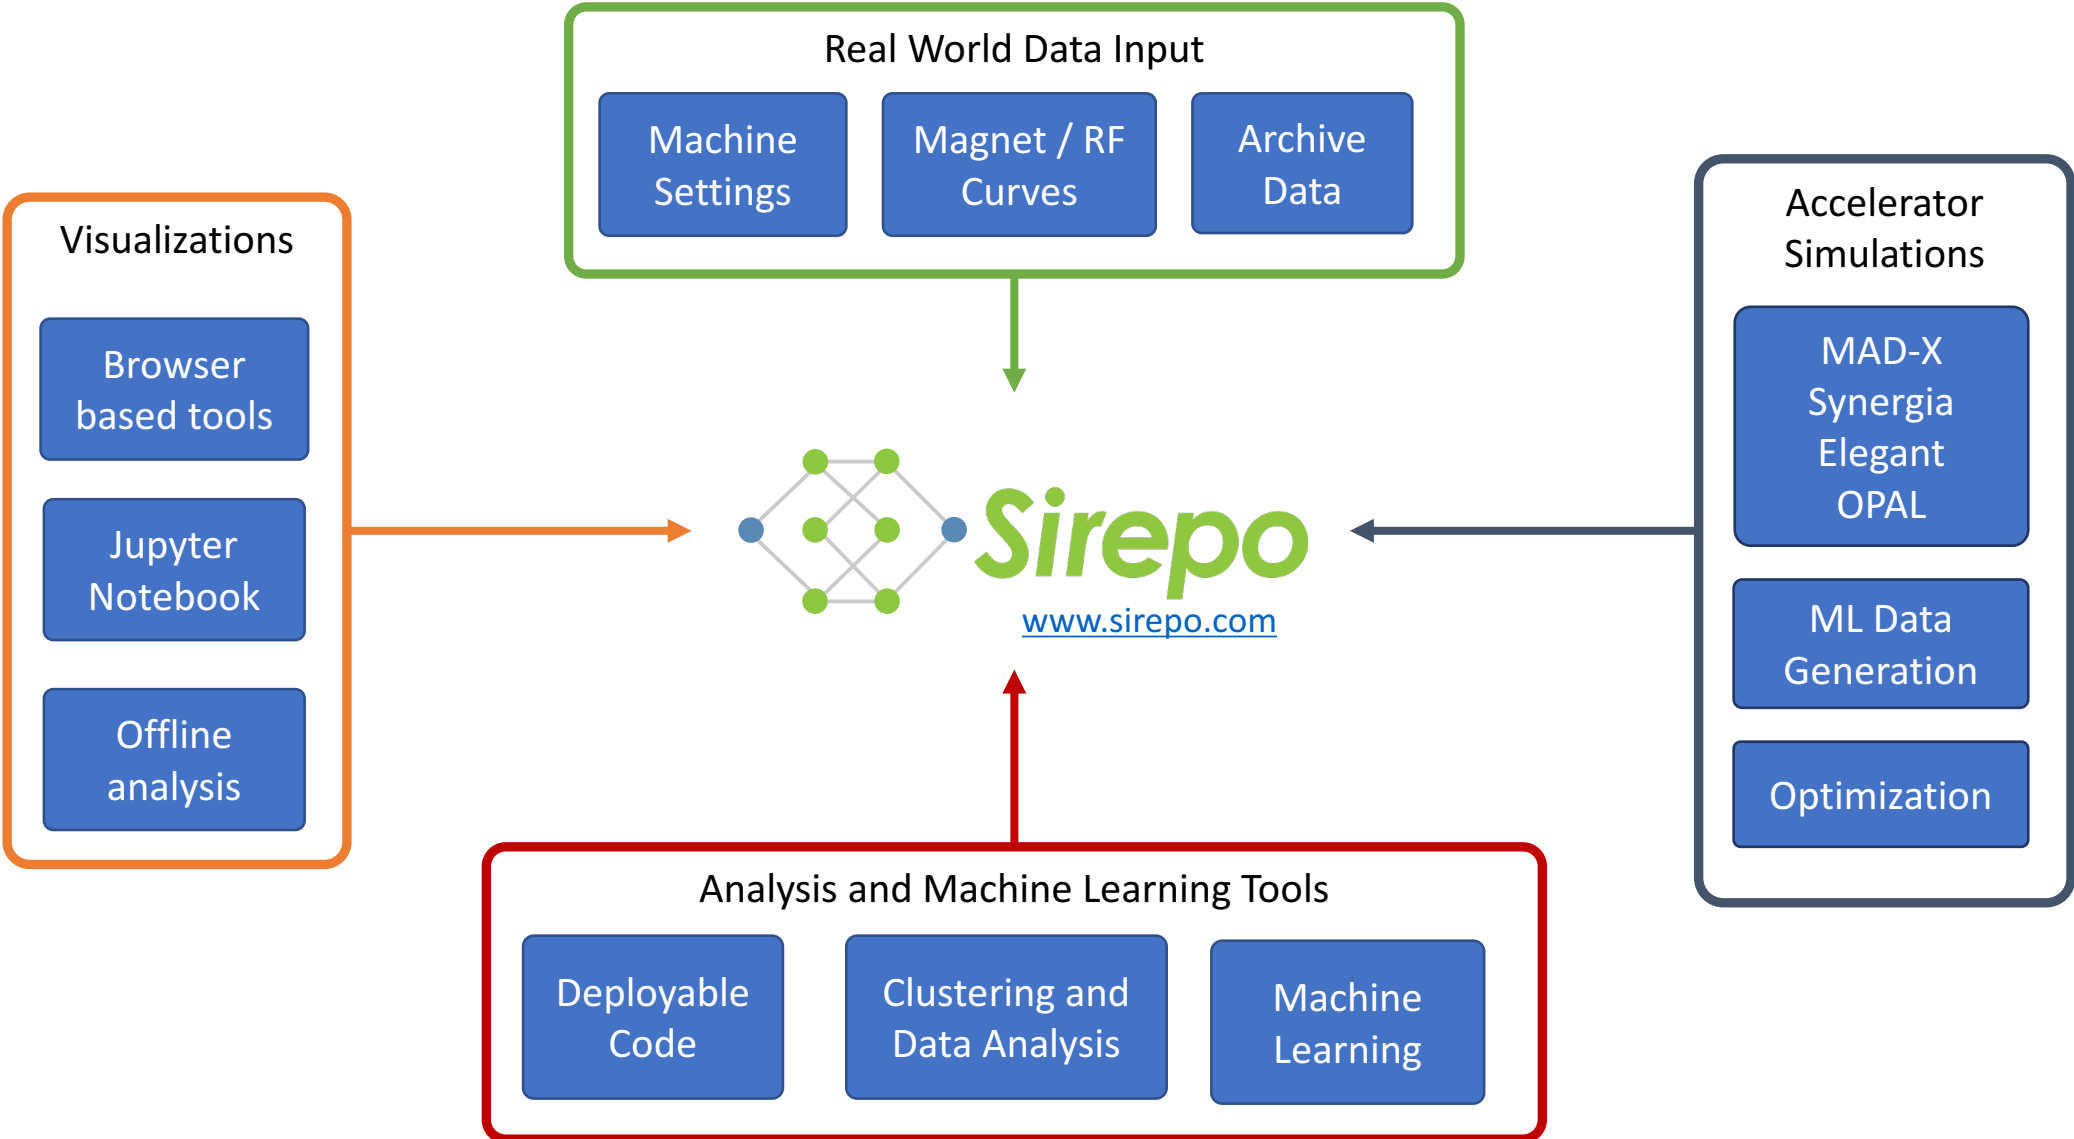 Real World Data Input
Machine
Settings
Magnet / RF
Curves
Archive
Data
Visualizations
Browser
based tools
Jupyter
Notebook
Offline
analysis
Sirepo
www.sirepo.com
Accelerator
Simulations
MAD-X
Synergia
Elegant
OPAL
ML Data
Generation
Optimization
Analysis and Machine Learning Tools
Deployable
Code
Clustering and
Data Analysis
Machine
Learning